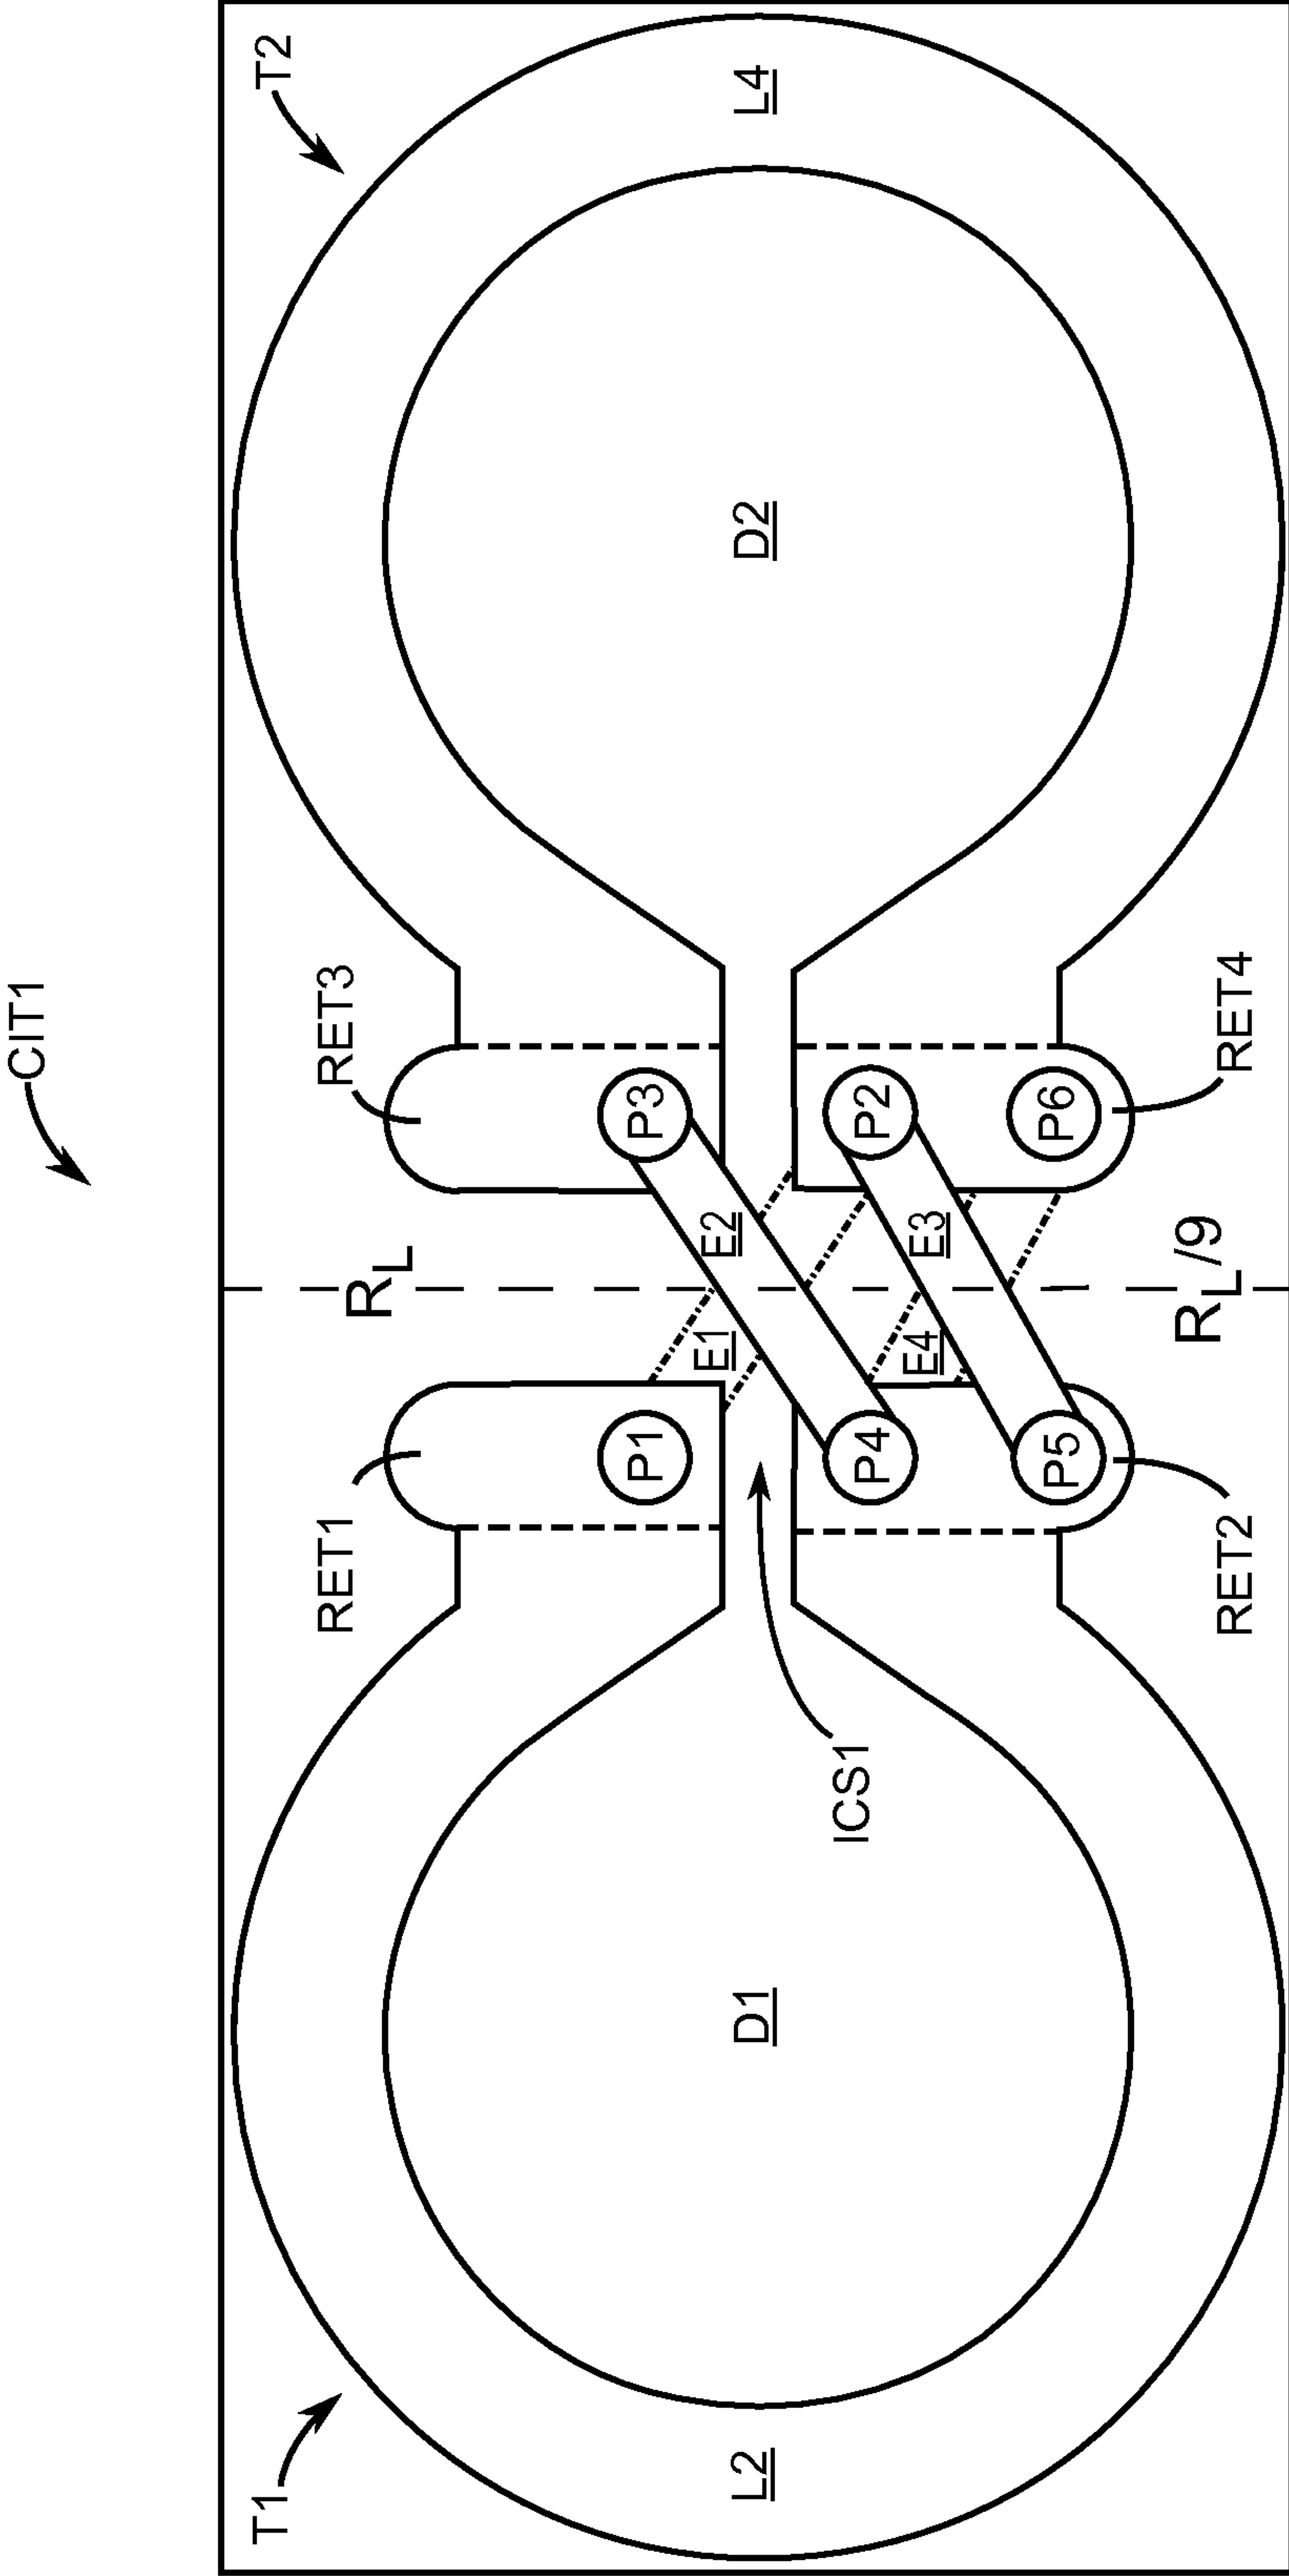 CIT1
T1
T2
RET1
RET3
R_L
L2
D1
D2
L4
P1
P3
E1
E2
ICS1
P4
P2
E4
E3
P5
P6
RET2
RET4
R_L/9